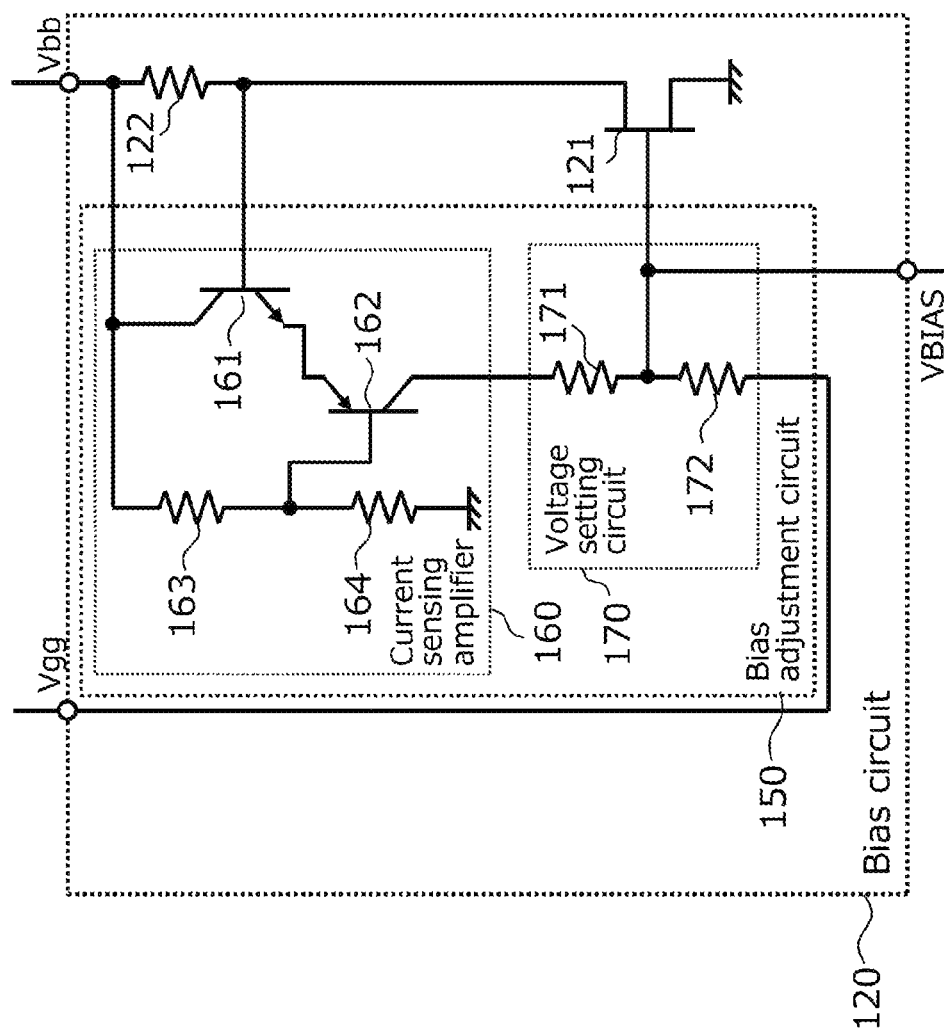 Vgg
Vbb
122
161
162
163
164
Current
sensing
amplifier
160
121
171
172
Voltage
setting
circuit
170
Bias
adjustment circuit
150
Bias circuit
120
VBIAS